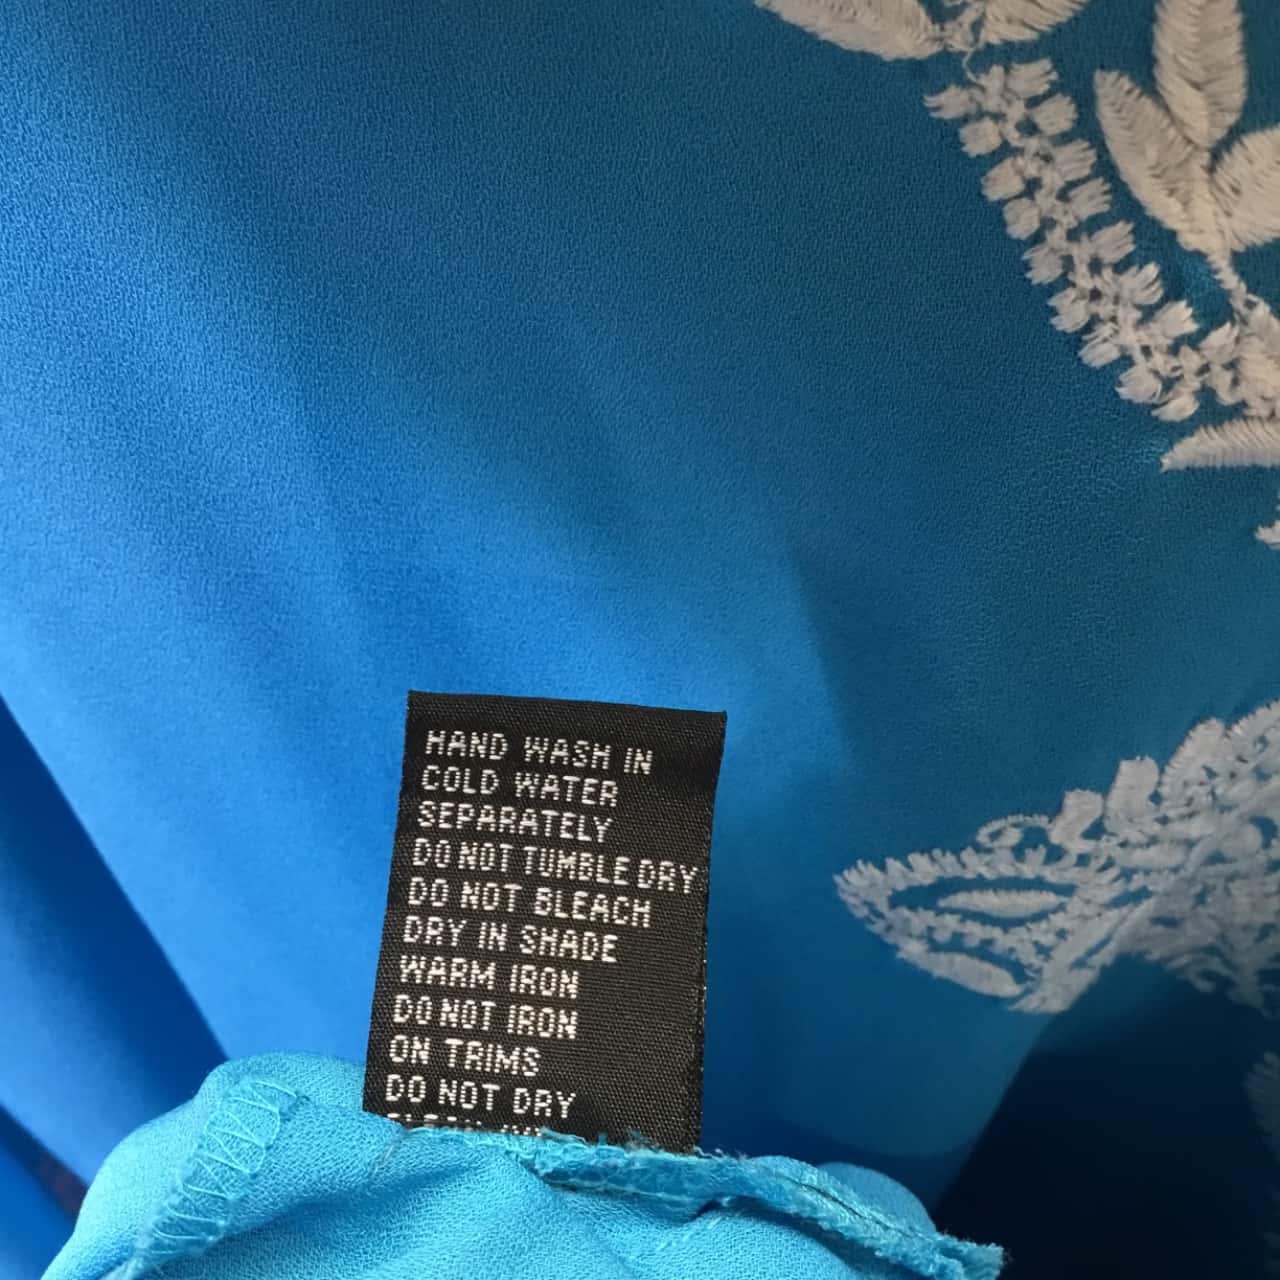 HAND WASH IN
COLD WATER
SEPARATELY
DO NOT TUMBLE DRY
DO NOT BLEACH
DRY IN SHADE
WARM IRON
DO NOT IRON
ON TRIMS
DO NOT DRY